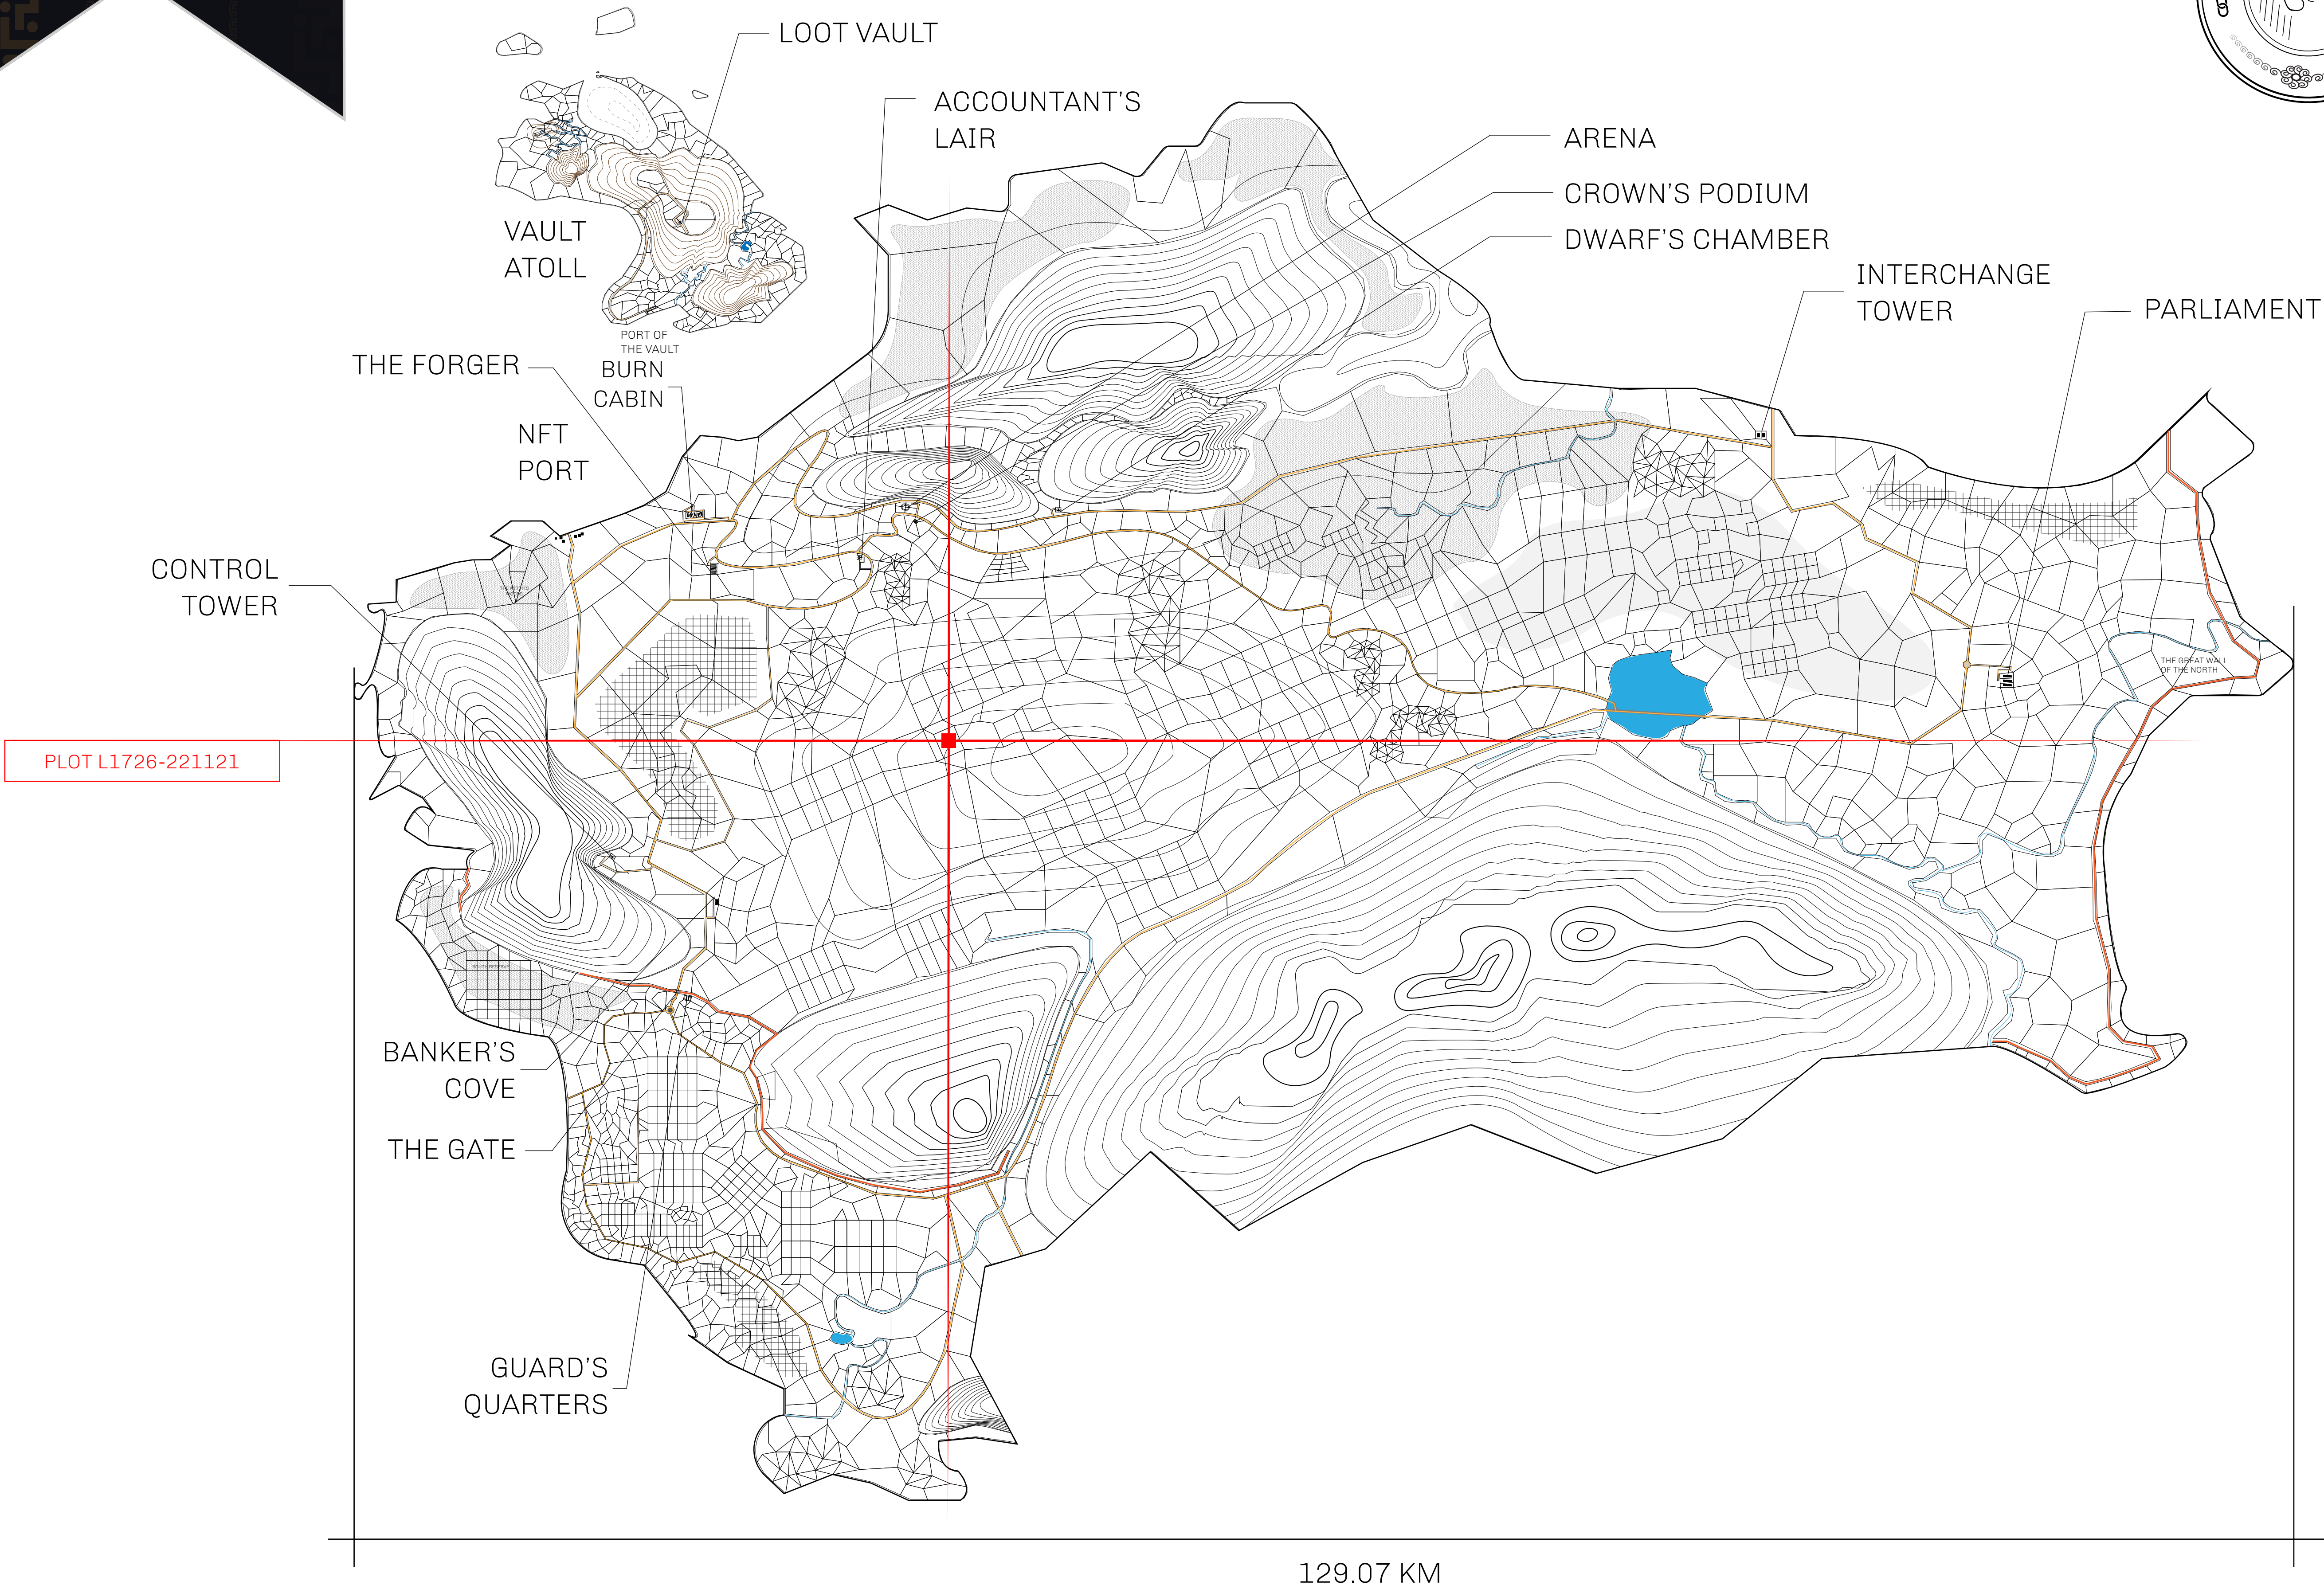 LOOT VAULT
ACCOUNTANT'S
LAIR
ARENA
CROWN'S PODIUM
DWARF'S CHAMBER
INTERCHANGE
TOWER
PARLIAMENT
VAULT
ATOLL
PORT OF
THE VAULT
THE FORGER
BURN
CABIN
NFT
PORT
CONTROL
TOWER
THE GREAT WALL
OF THE NORTH
PLOT L1726-221121
SOUTH RESERVE
BANKER'S
COVE
THE GATE
GUARD'S
QUARTERS
129.07 KM